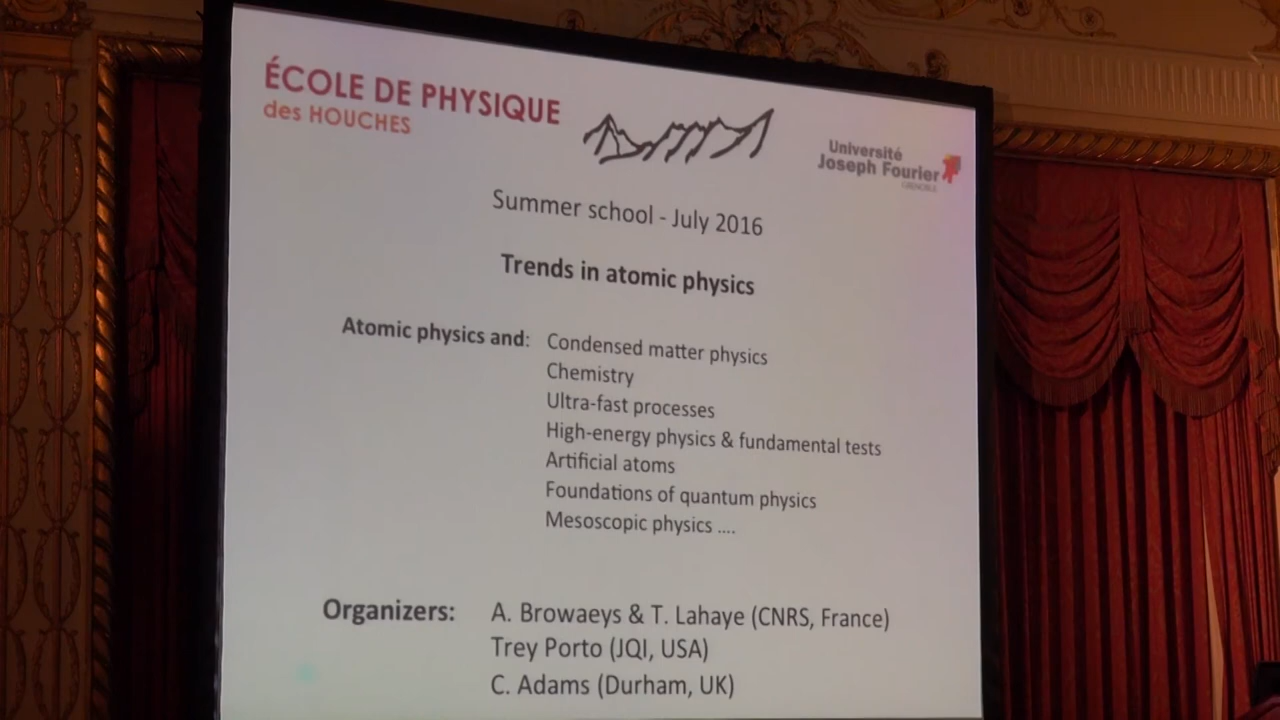 ÉCOLE DE PHYSIQUE
des HOUCHES
Université
Joseph Fourier
GRENOBLE
Summer school - July 2016
Trends in atomic physics
Atomic physics and: Condensed matter physics
Chemistry
Ultra-fast processes
High-energy physics & fundamental tests
Artificial atoms
Foundations of quantum physics
Mesoscopic physics ....
Organizers: A. Browaeys & T. Lahaye (CNRS, France)
Trey Porto (JQI, USA)
C. Adams (Durham, UK)